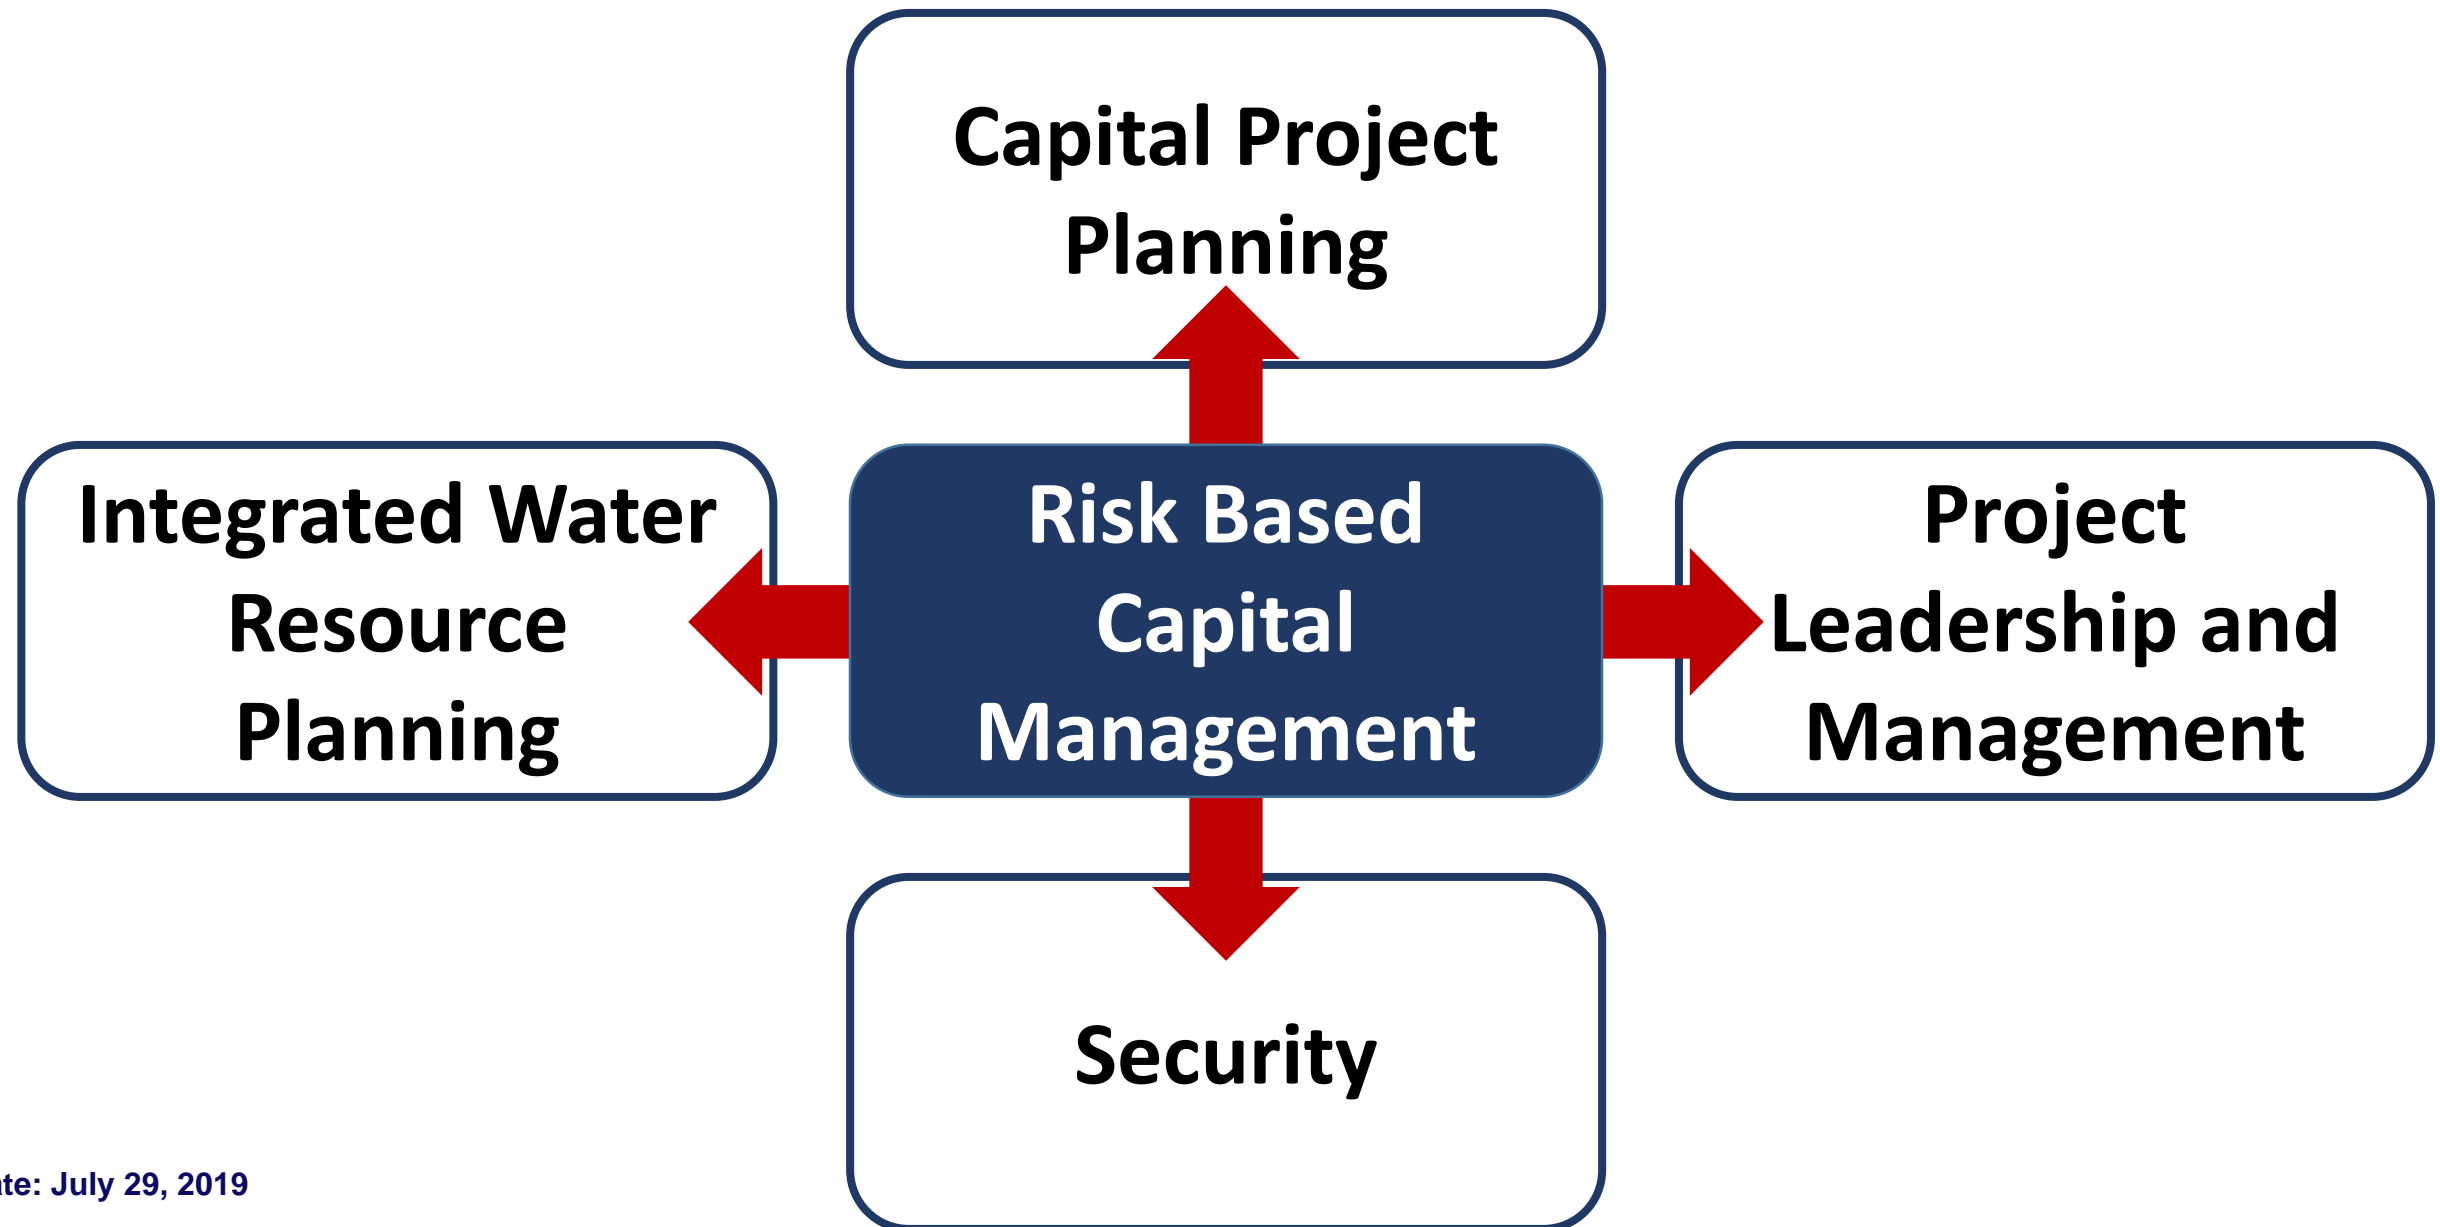 Capital Project
Planning
Integrated Water
Resource
Planning
Risk Based
Capital
Management
Project
Leadership and
Management
Security
te: July 29, 2019